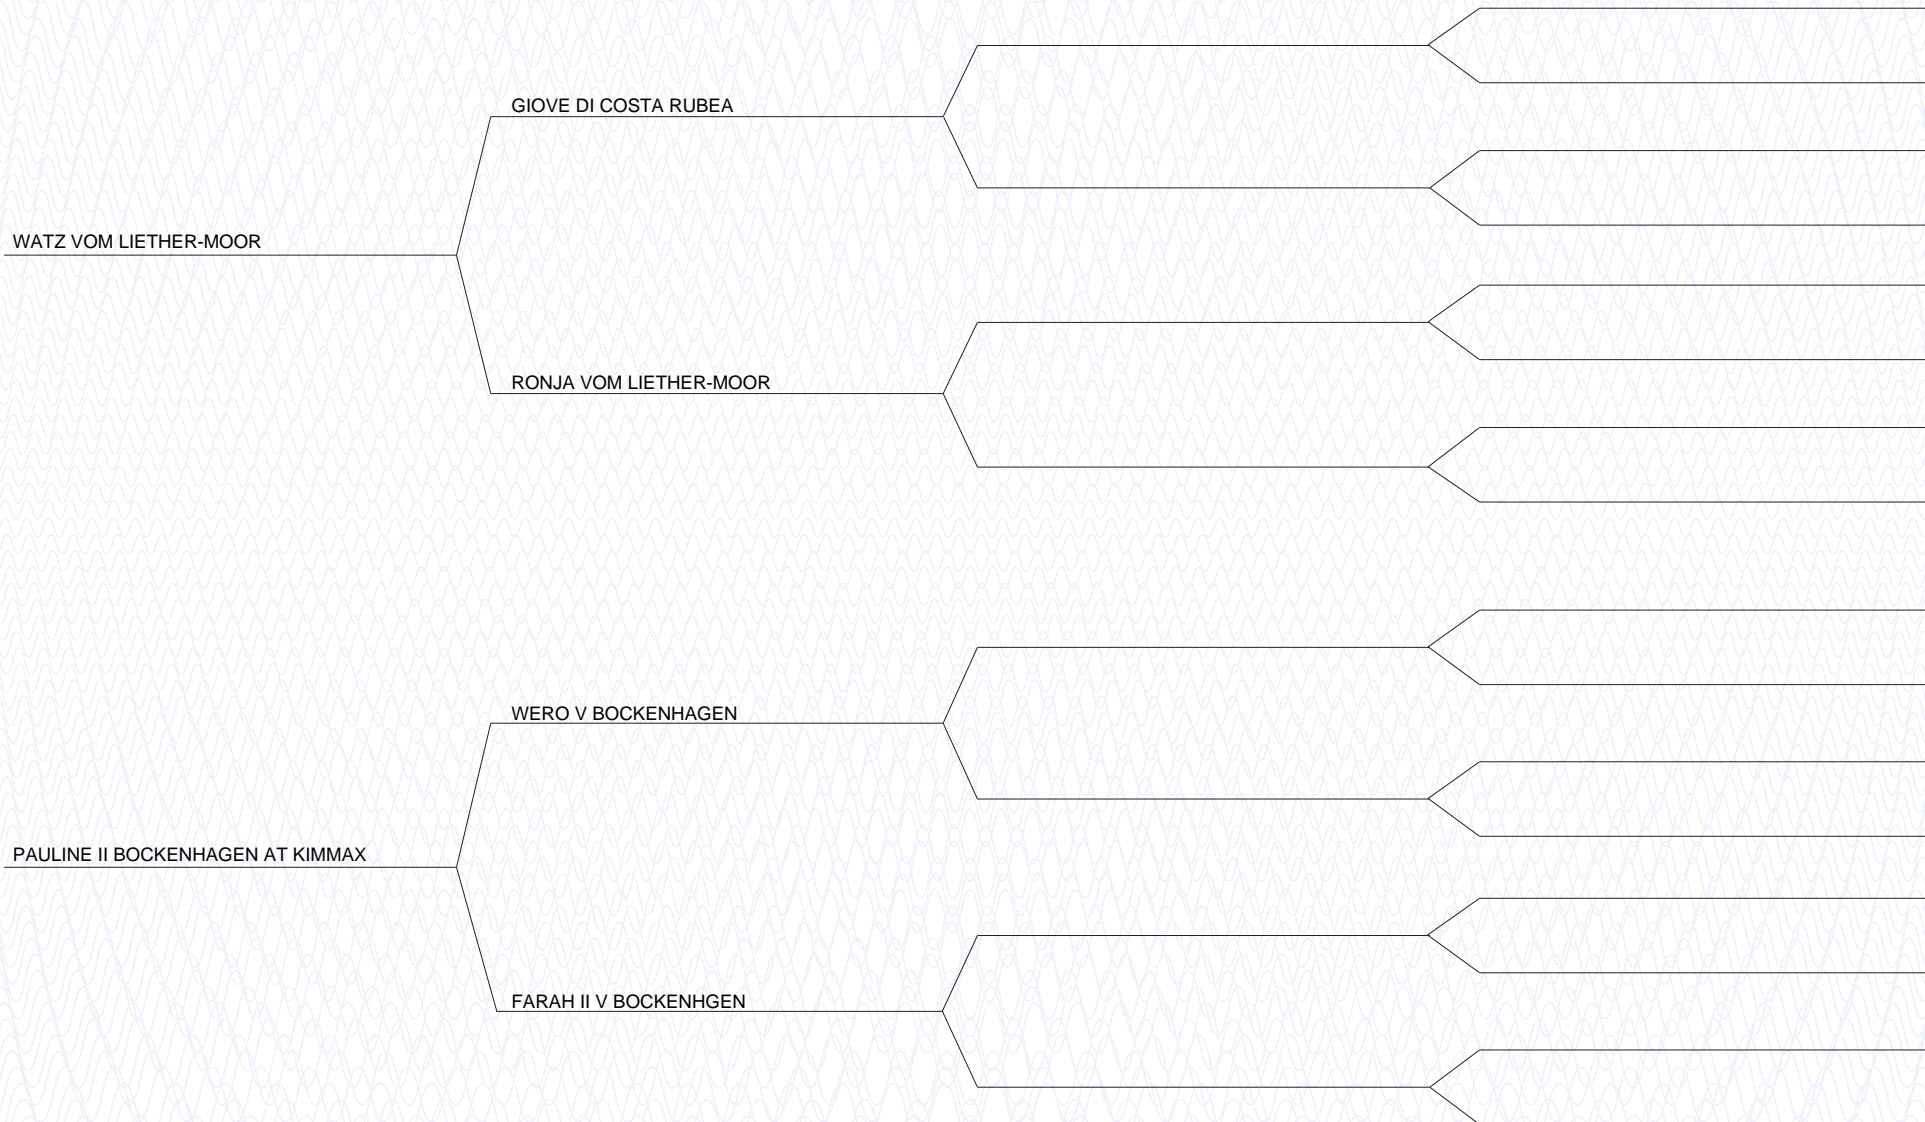 GIOVE DI COSTA RUBEA
WATZ VOM LIETHER-MOOR
RONJA VOM LIETHER-MOOR
WERO V BOCKENHAGEN
PAULINE II BOCKENHAGEN AT KIMMAX
FARAH II V BOCKENHGEN